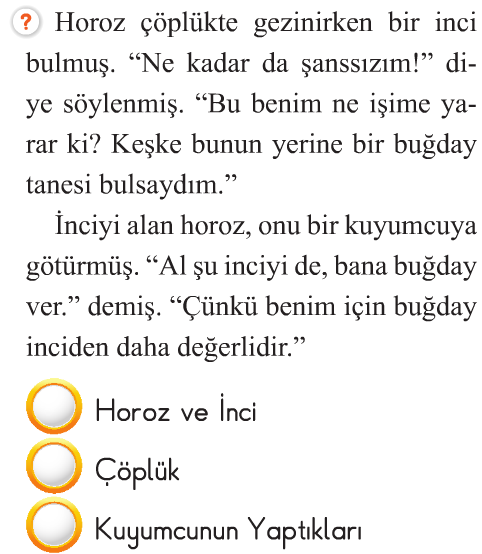 ? Horoz çöplükte gezinirken bir inci
bulmuş. “Ne kadar da şanssızım!” di-
ye söylenmiş. “Bu benim ne işime ya-
rar ki? Keşke bunun yerine bir buğday
tanesi bulsaydım.”
İnciyi alan horoz, onu bir kuyumcuya
götürmüş. “Al şu inciyi de, bana buğday
ver.” demiş. “Çünkü benim için buğday
inciden daha değerlidir.”
Horoz ve İnci
Çöplük
Kuyumcunun Yaptıkları